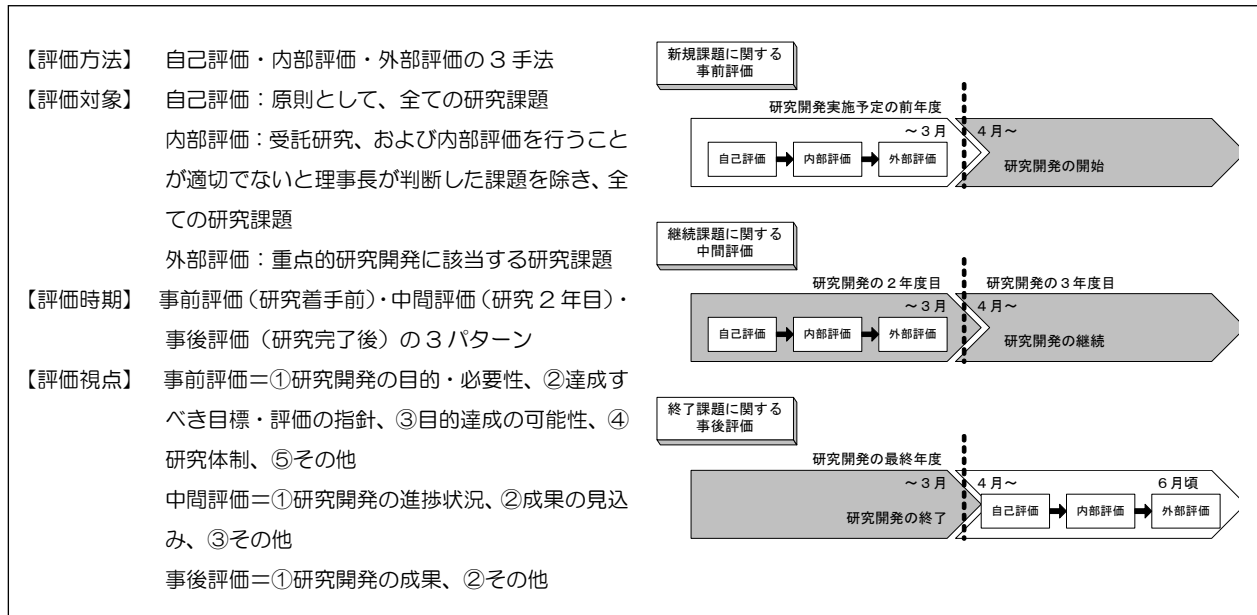 【評価方法】 自己評価・内部評価・外部評価の3手法
【評価対象】 自己評価：原則として、全ての研究課題
内部評価：受託研究、および内部評価を行うこと
が適切でないと理事長が判断した課題を除き、全
ての研究課題
外部評価：重点的研究開発に該当する研究課題
【評価時期】 事前評価（研究着手前）・中間評価（研究2年目）・
事後評価（研究完了後）の3パターン
【評価視点】 事前評価＝①研究開発の目的・必要性、②達成す
べき目標・評価の指針、③目的達成の可能性、④
研究体制、⑤その他
中間評価＝①研究開発の進捗状況、②成果の見込
み、③その他
事後評価＝①研究開発の成果、②その他
新規課題に関する
事前評価
研究開発実施予定の前年度
～3月 4月～
自己評価 内部評価 外部評価
研究開発の開始
継続課題に関する
中間評価
研究開発の2年度目 研究開発の3年度目
～3月 4月～
自己評価 内部評価 外部評価
研究開発の継続
終了課題に関する
事後評価
研究開発の最終年度
～3月 4月～ 6月頃
研究開発の終了
自己評価 内部評価 外部評価